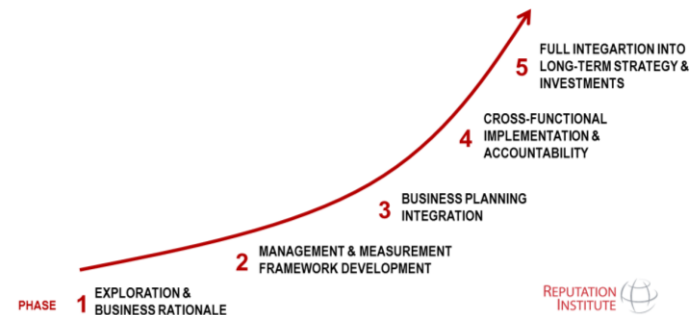 5 FULL INTEGARTION INTO
LONG-TERM STRATEGY &
INVESTMENTS
4 CROSS-FUNCTIONAL
IMPLEMENTATION &
ACCOUNTABILITY
3 BUSINESS PLANNING
INTEGRATION
2 MANAGEMENT & MEASUREMENT
FRAMEWORK DEVELOPMENT
PHASE 1 EXPLORATION &
BUSINESS RATIONALE
REPUTATION
INSTITUTE